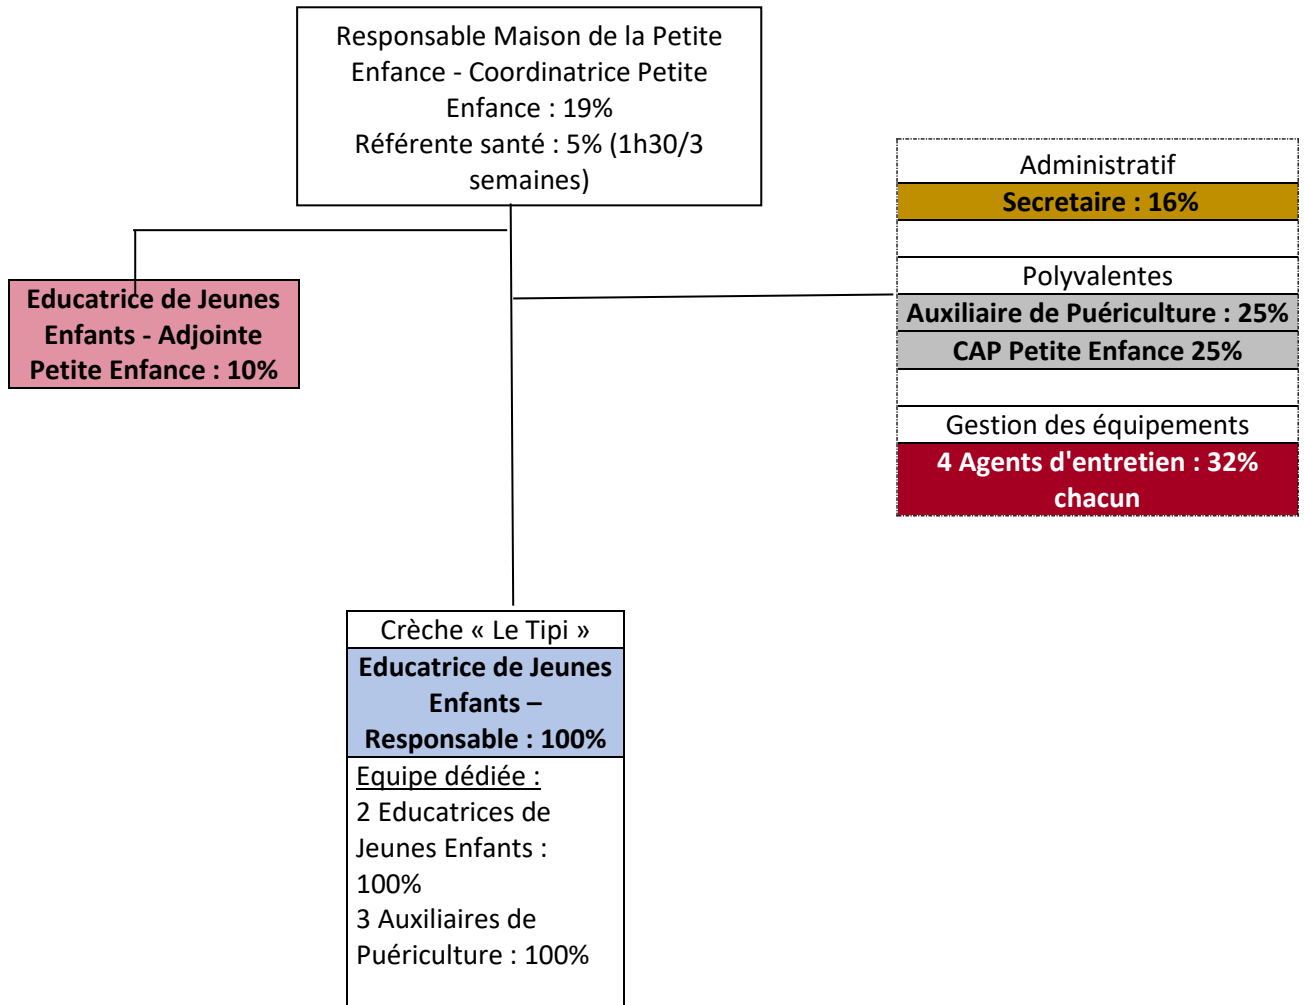 Responsable Maison de la Petite
Enfance - Coordinatrice Petite
Enfance : 19%
Référente santé : 5% (1h30/3
semaines)
Administratif
Secretaire : 16%
Polyvalentes
Auxiliaire de Puériculture : 25%
CAP Petite Enfance 25%
Gestion des équipements
4 Agents d'entretien : 32%
chacun
Educatrice de Jeunes
Enfants - Adjointe
Petite Enfance : 10%
Crèche « Le Tipi »
Educatrice de Jeunes
Enfants –
Responsable : 100%
Equipe dédiée :
2 Educatrices de
Jeunes Enfants :
100%
3 Auxiliaires de
Puériculture : 100%